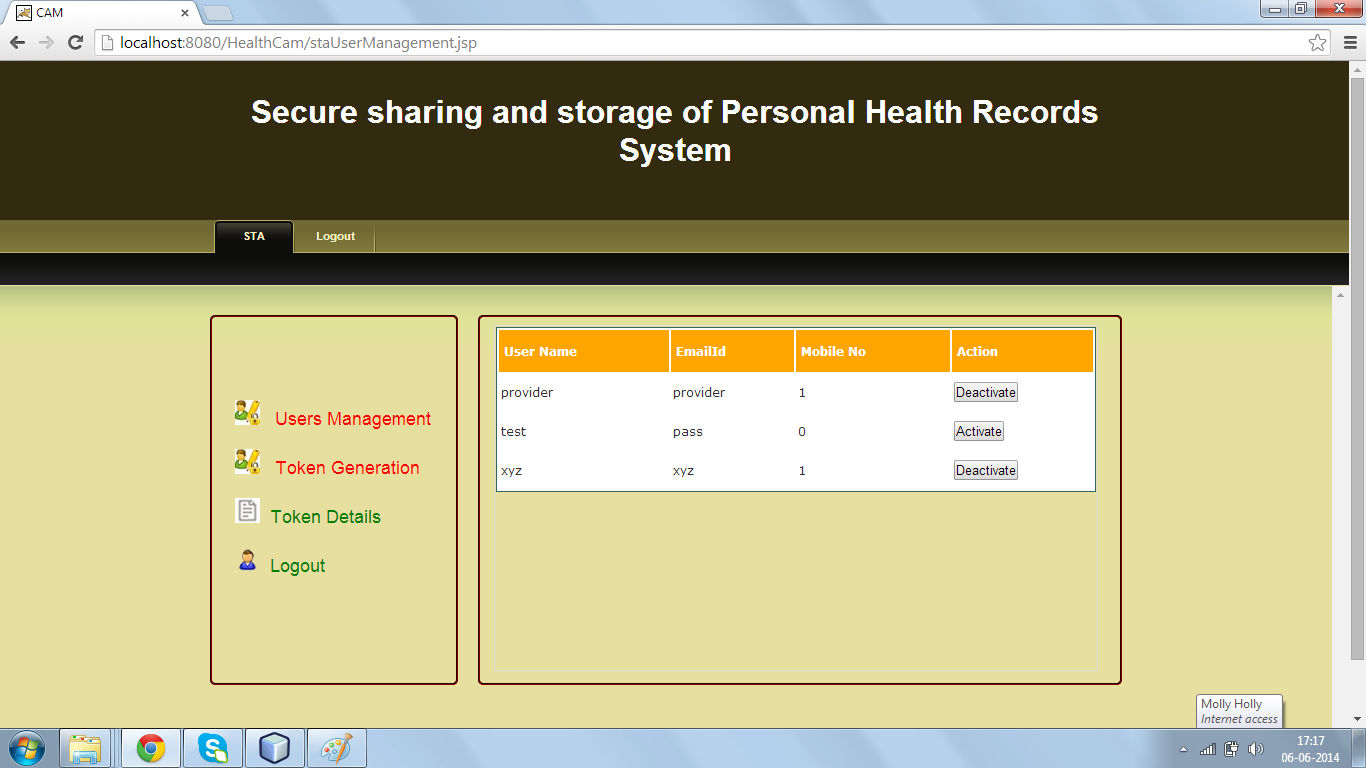 CAM
localhost:8080/HealthCam/staUserManagement.jsp
Secure sharing and storage of Personal Health Records
System
STA Logout
Users Management
Token Generation
Token Details
Logout
User Name EmailId Mobile No Action
provider provider 1 Deactivate
test pass 0 Activate
xyz xyz 1 Deactivate
Molly Holly
Internet access
17:17
06-06-2014